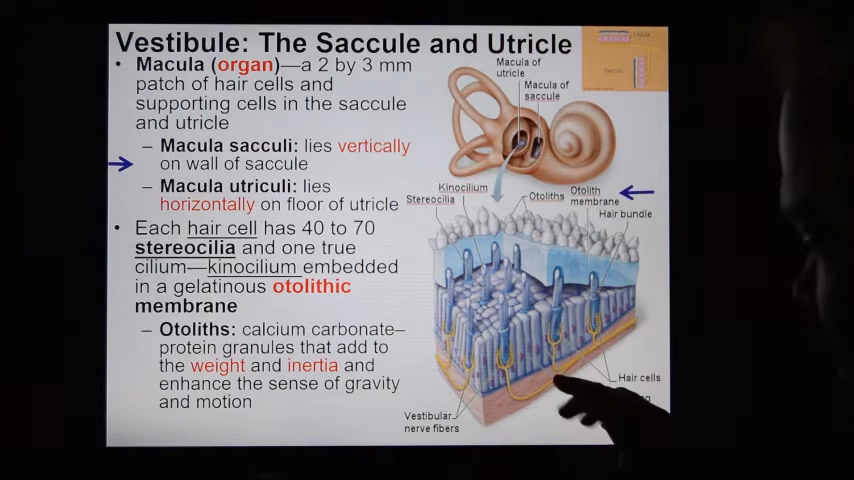 Vestibule: The Saccule and Utricle
• Macula (organ)—a 2 by 3 mm
patch of hair cells and
supporting cells in the saccule
and utricle
– Macula sacculi: lies vertically
on wall of saccule
– Macula utriculi: lies
horizontally on floor of utricle
• Each hair cell has 40 to 70
stereocilia and one true
cilium—kinocilium embedded
in a gelatinous otolithic
membrane
– Otoliths: calcium carbonate–
protein granules that add to
the weight and inertia and
enhance the sense of gravity
and motion
Macula of
utricle
Macula of
saccule
Kinocilium
Stereocilia
Otoliths
Otolith
membrane
Hair bundle
Hair cells
Vestibular
nerve fibers